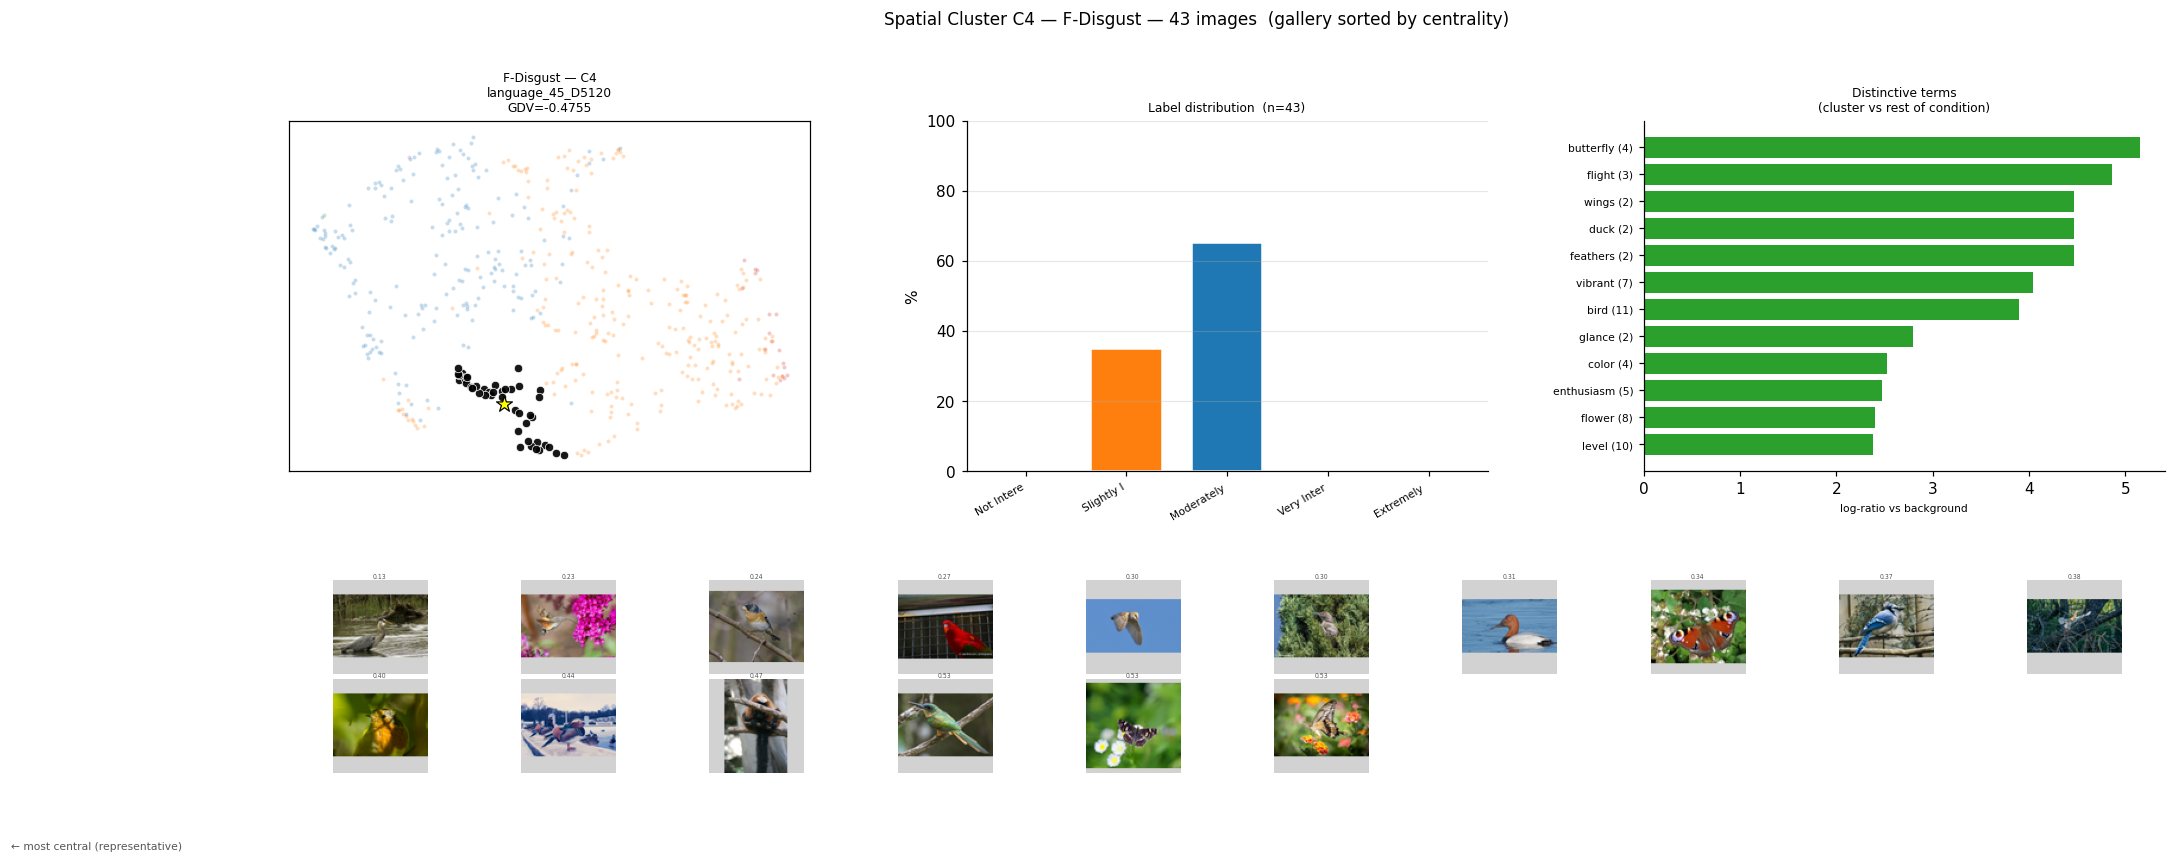 Spatial Cluster C4 — F-Disgust — 43 images  (gallery sorted by centrality)
F-Disgust — C4
language_45_D5120
GDV=-0.4755
Label distribution  (n=43)
%
100
80
60
40
20
0
Not Intere
Slightly I
Moderately
Very Inter
Extremely
Distinctive terms
(cluster vs rest of condition)
butterfly (4)
flight (3)
wings (2)
duck (2)
feathers (2)
vibrant (7)
bird (11)
glance (2)
color (4)
enthusiasm (5)
flower (8)
level (10)
0 1 2 3 4 5
log-ratio vs background
0.13 0.23 0.24 0.27 0.30 0.30 0.31 0.34 0.37 0.38
0.40 0.44 0.47 0.53 0.53 0.53
← most central (representative)